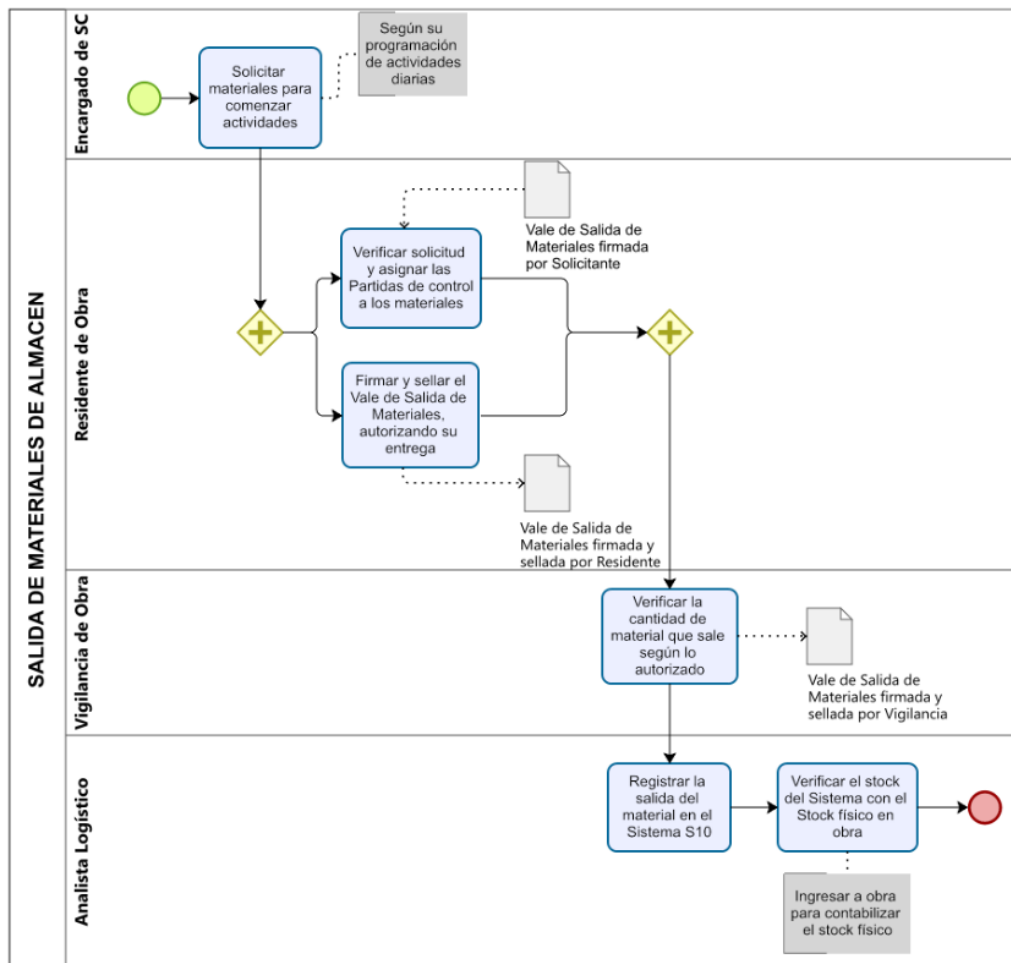 SALIDA DE MATERIALES DE ALMACEN
Encargado de SC
Solicitar
materiales para
comenzar
actividades
Según su
programación
de actividades
diarias
Residente de Obra
Vale de Salida de
Materiales firmada
por Solicitante
Verificar solicitud
y asignar las
Partidas de control
a los materiales
Firmar y sellar el
Vale de Salida de
Materiales,
autorizando su
entrega
Vale de Salida de
Materiales firmada y
sellada por Residente
Vigilancia de Obra
Verificar la
cantidad de
material que sale
según lo
autorizado
Vale de Salida de
Materiales firmada y
sellada por Vigilancia
Analista Logístico
Registrar la
salida del
material en el
Sistema S10
Verificar el stock
del Sistema con el
Stock físico en
obra
Ingresar a obra
para contabilizar
el stock físico